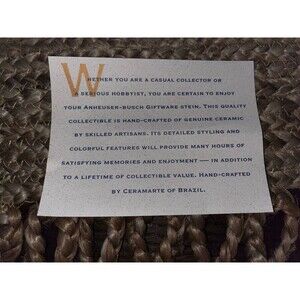 WHETHER YOU ARE A CASUAL COLLECTOR OR
A SERIOUS HOBBYIST, YOU ARE CERTAIN TO ENJOY
YOUR ANHEUSER-BUSCH GIFTWARE STEIN. THIS QUALITY
COLLECTIBLE IS HAND-CRAFTED OF GENUINE CERAMIC
BY SKILLED ARTISANS. ITS DETAILED STYLING AND
COLORFUL FEATURES WILL PROVIDE MANY HOURS OF
SATISFYING MEMORIES AND ENJOYMENT — IN ADDITION
TO A LIFETIME OF COLLECTIBLE VALUE. HAND-CRAFTED
BY CERAMARTE OF BRAZIL.